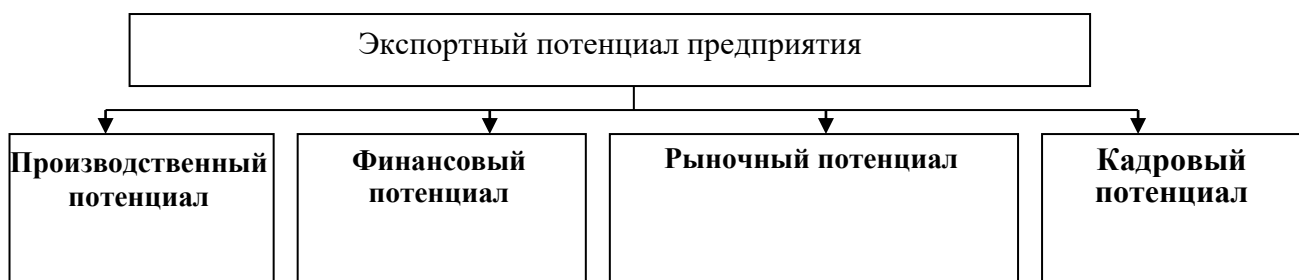 Экспортный потенциал предприятия
Производственный
потенциал
Финансовый
потенциал
Рыночный потенциал
Кадровый
потенциал